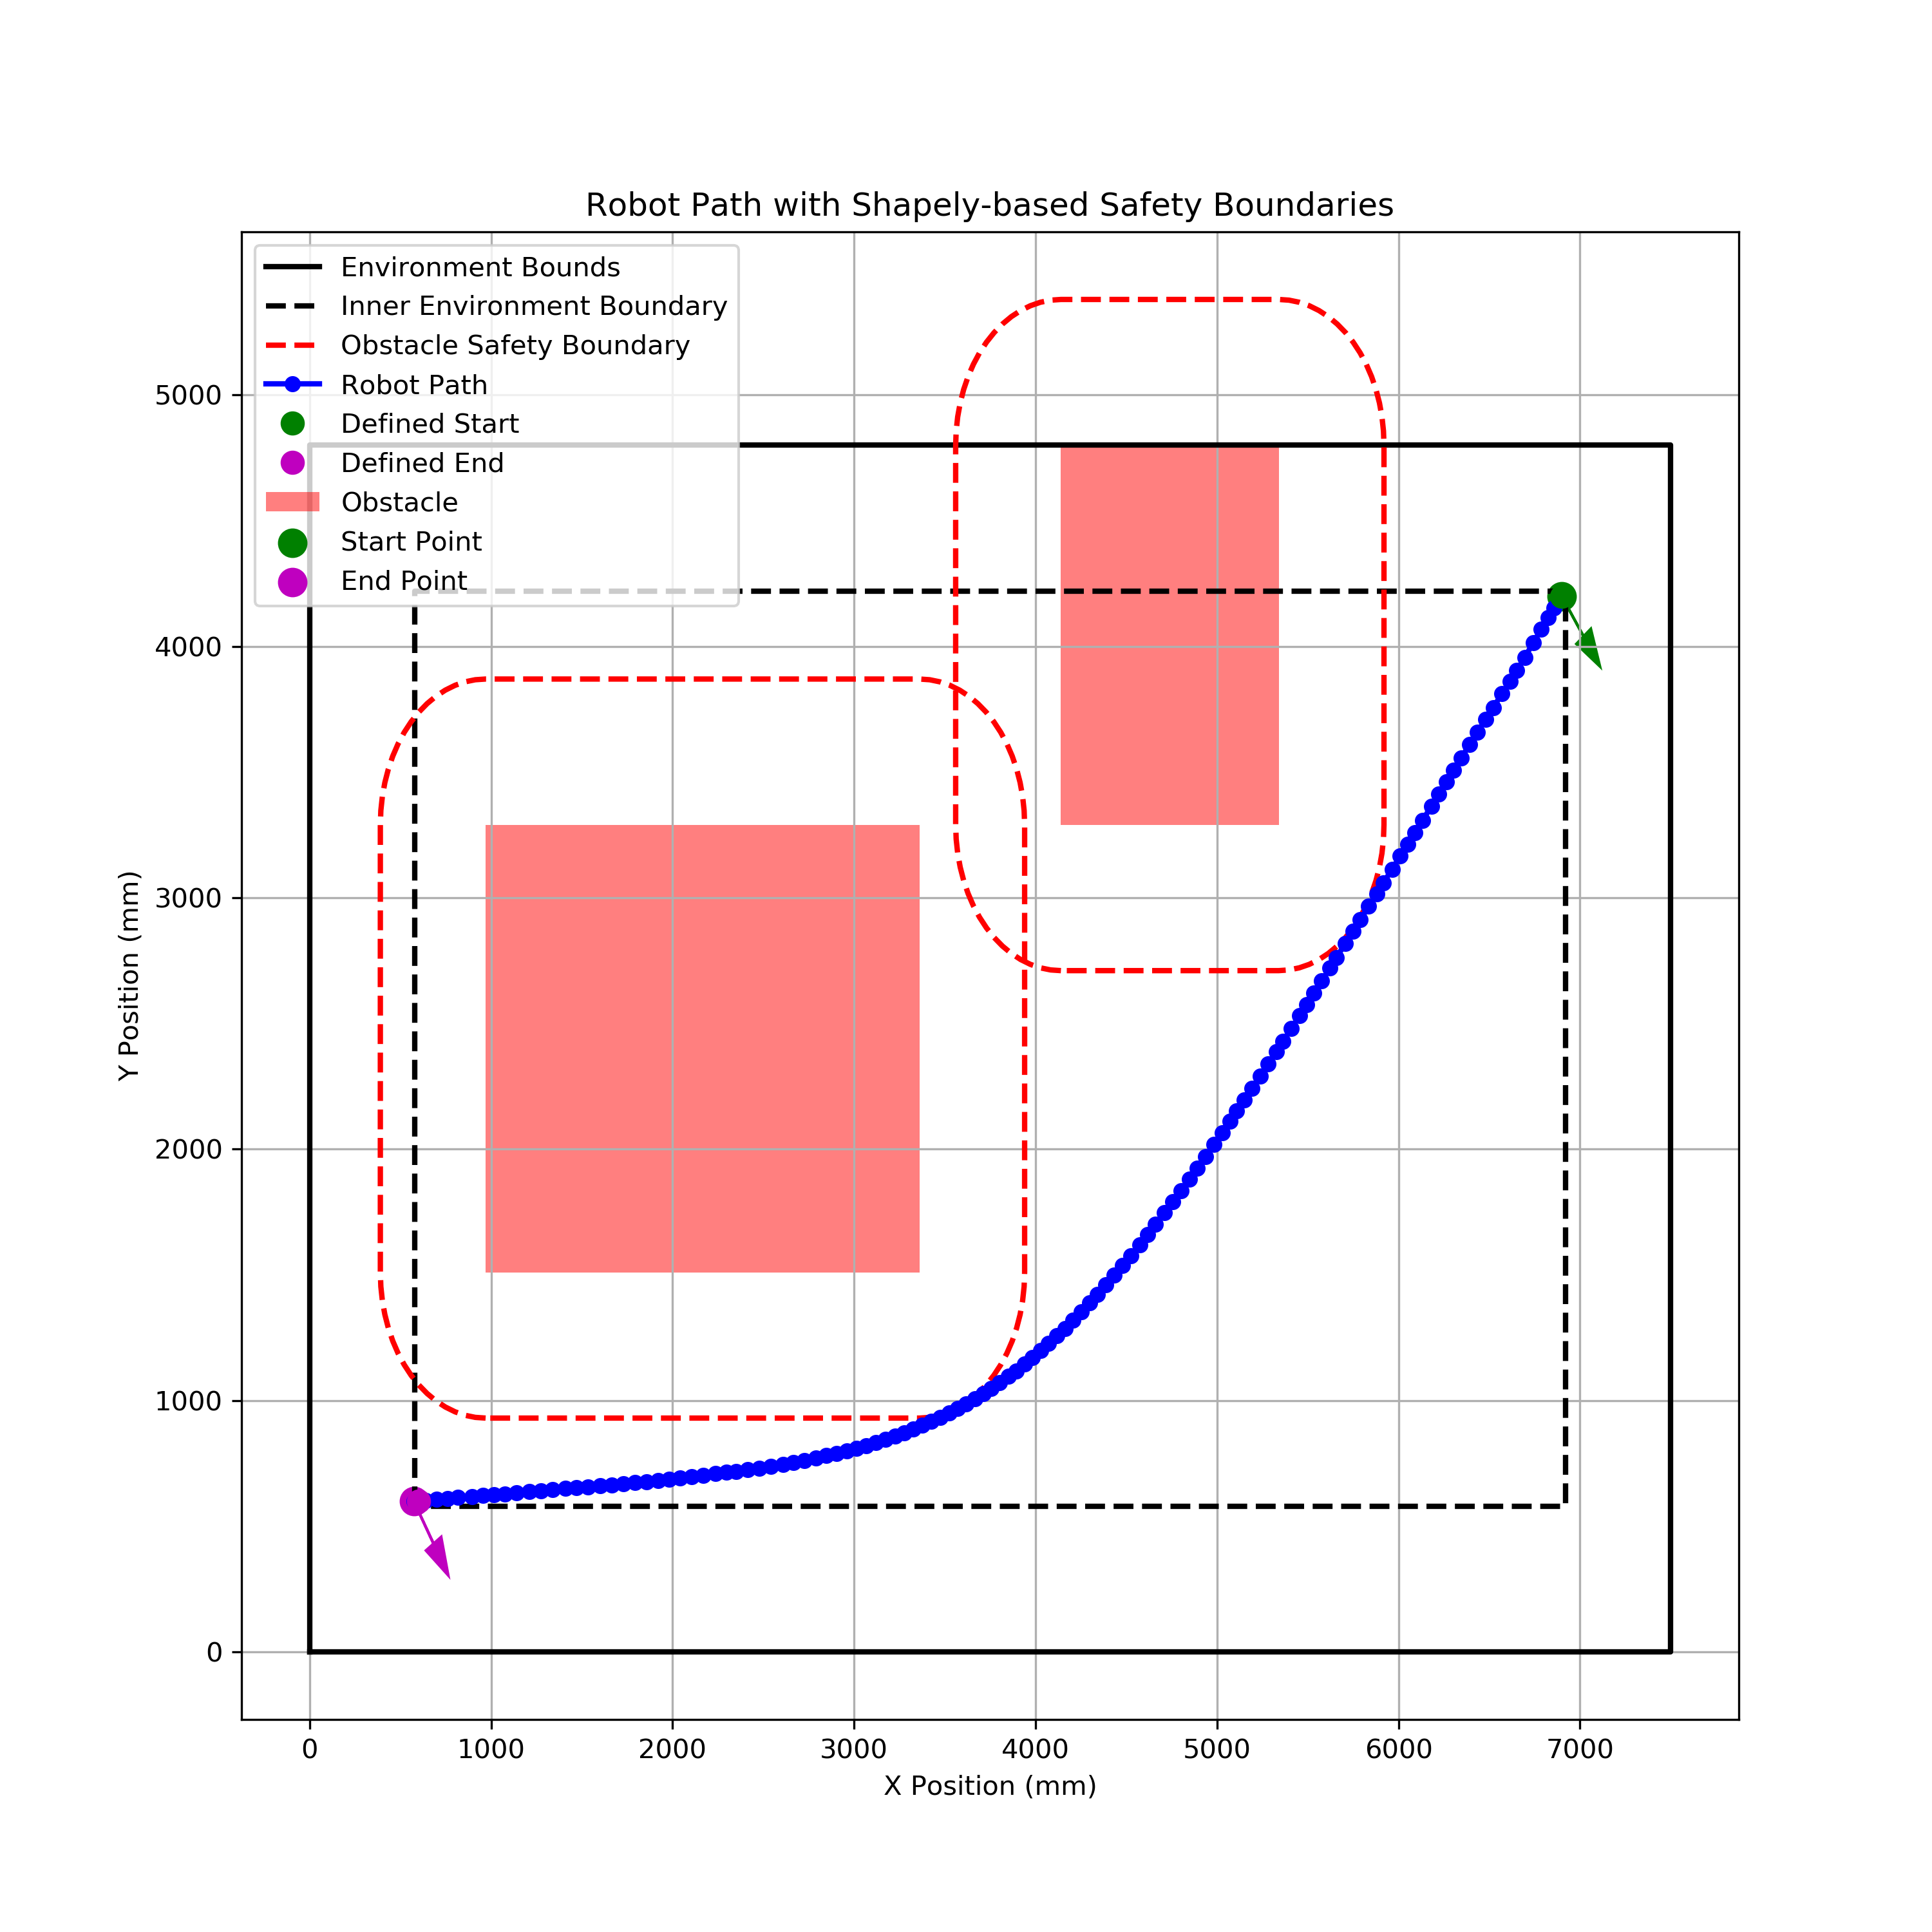 Robot Path with Shapely-based Safety Boundaries
Environment Bounds
Inner Environment Boundary
Obstacle Safety Boundary
Robot Path
Defined Start
Defined End
Obstacle
Start Point
End Point
5000
4000
3000
2000
1000
0
Y Position (mm)
0 1000 2000 3000 4000 5000 6000 7000
X Position (mm)